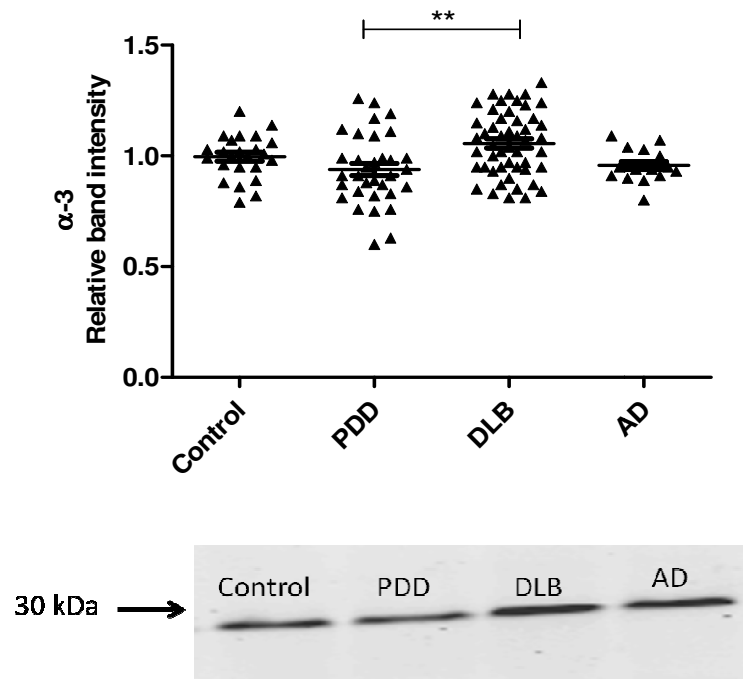 **
1.5
1.0
0.5
0.0
α-3
Relative band intensity
Control
PDD
DLB
AD
Control
PDD
DLB
AD
30 kDa